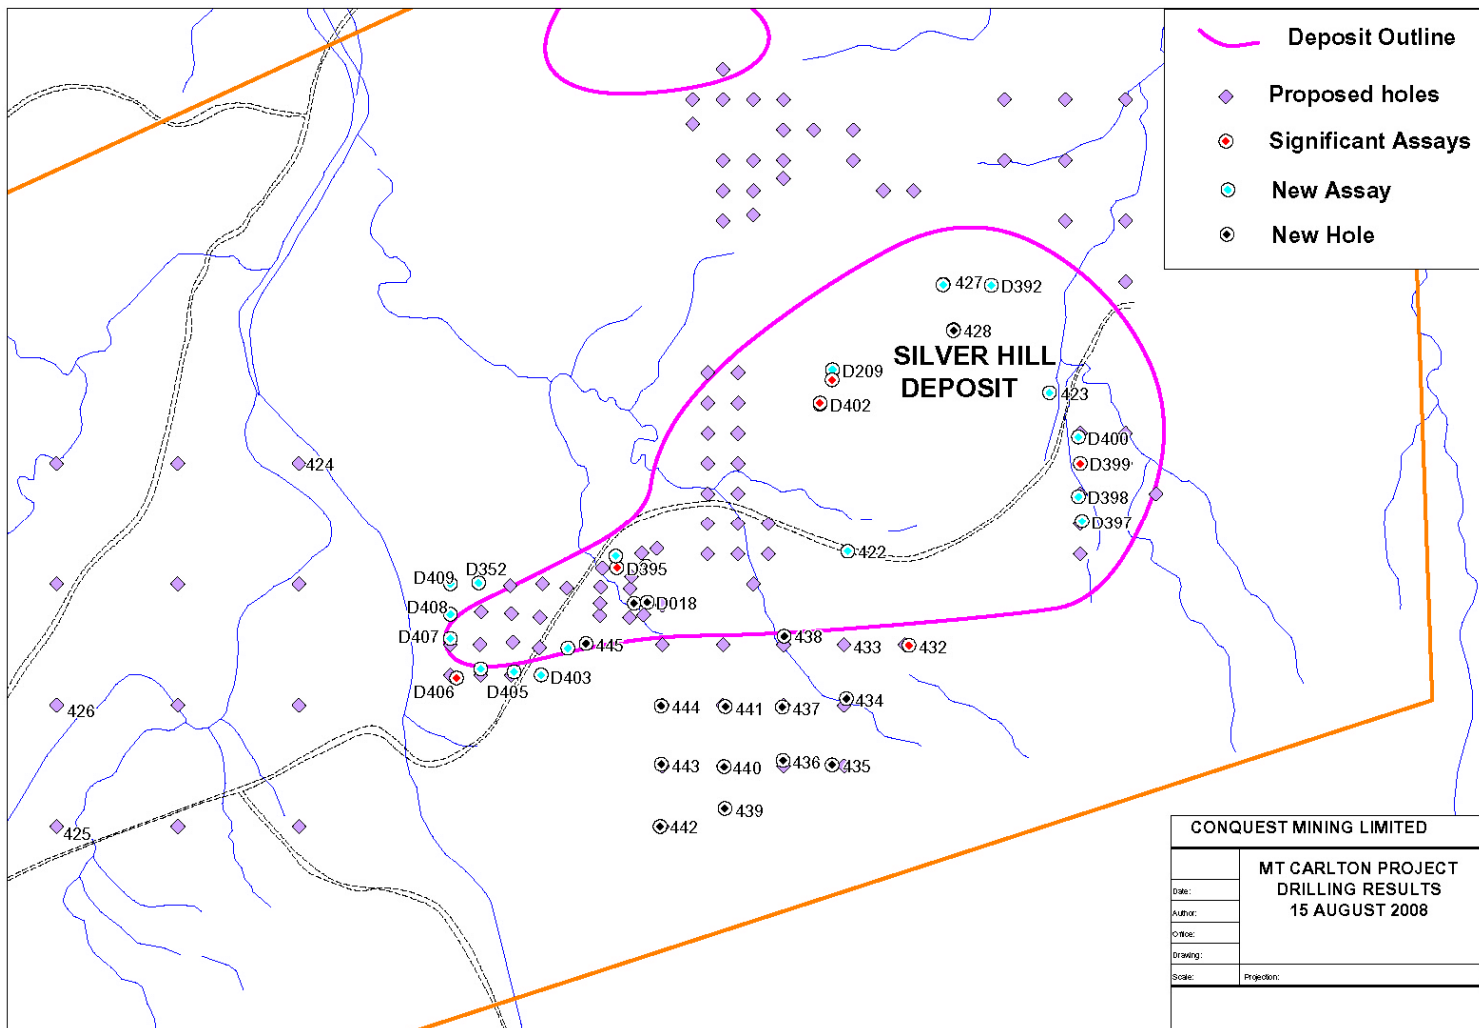 Deposit Outline
Proposed holes
Significant Assays
New Assay
New Hole
427
D392
428
SILVER HILL
DEPOSIT
D209
D402
423
D400
D399
D398
D397
424
422
D409
D352
D395
D408
D018
D407
445
438
433
432
D406
D405
D403
426
444
441
437
434
443
440
436
435
439
442
425
CONQUEST MINING LIMITED
MT CARLTON PROJECT
DRILLING RESULTS
15 AUGUST 2008
Date:
Author:
Office:
Drawing:
Scale:
Projection: